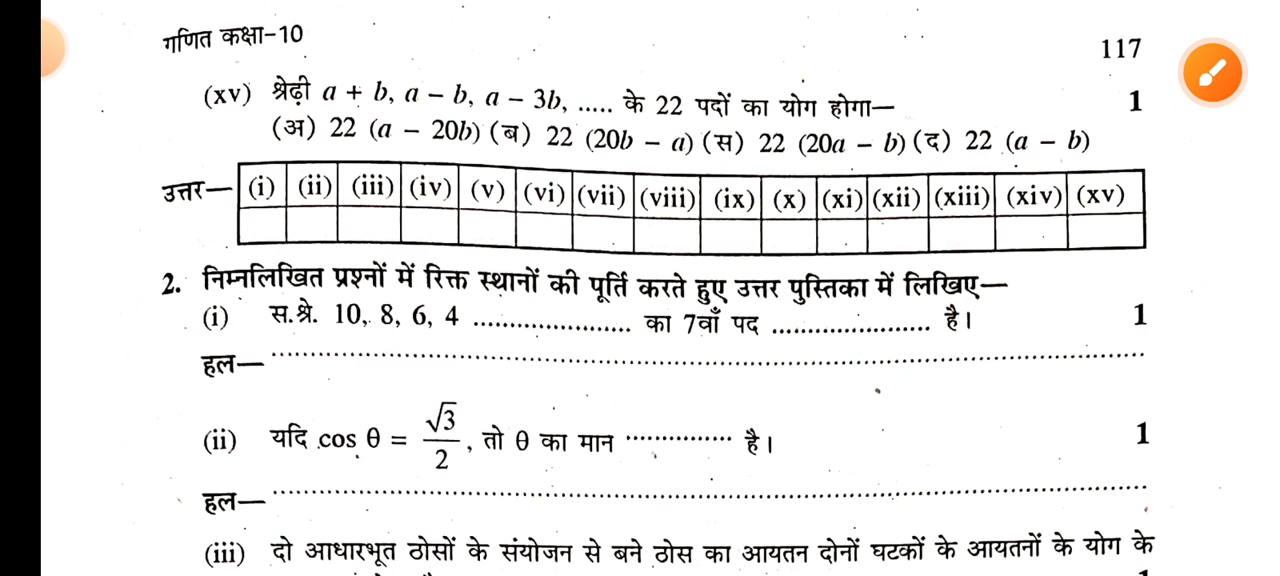 गणित कक्षा-10
117
(xv) श्रेढ़ी a + b, a – b, a – 3b, ..... के 22 पदों का योग होगा— 1
(अ) 22 (a – 20b) (ब) 22 (20b – a) (स) 22 (20a – b) (द) 22 (a – b)
उत्तर— (i) (ii) (iii) (iv) (v) (vi) (vii) (viii) (ix) (x) (xi) (xii) (xiii) (xiv) (xv)
2. निम्नलिखित प्रश्नों में रिक्त स्थानों की पूर्ति करते हुए उत्तर पुस्तिका में लिखिए—
(i) स.श्रे. 10, 8, 6, 4 ...................... का 7वाँ पद ...................... है। 1
हल— ......................
(ii) यदि cos θ = √3/2, तो θ का मान ............... है। 1
हल— ......................
(iii) दो आधारभूत ठोसों के संयोजन से बने ठोस का आयतन दोनों घटकों के आयतनों के योग के